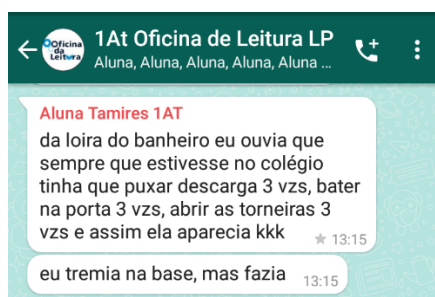 Oficina
da
Leitura
1At Oficina de Leitura LP
Aluna, Aluna, Aluna, Aluna, Aluna ...
Aluna Tamires 1AT
da loira do banheiro eu ouvia que
sempre que estivesse no colégio
tinha que puxar descarga 3 vzs, bater
na porta 3 vzs, abrir as torneiras 3
vzs e assim ela aparecia kkk
13:15
eu tremia na base, mas fazia
13:15